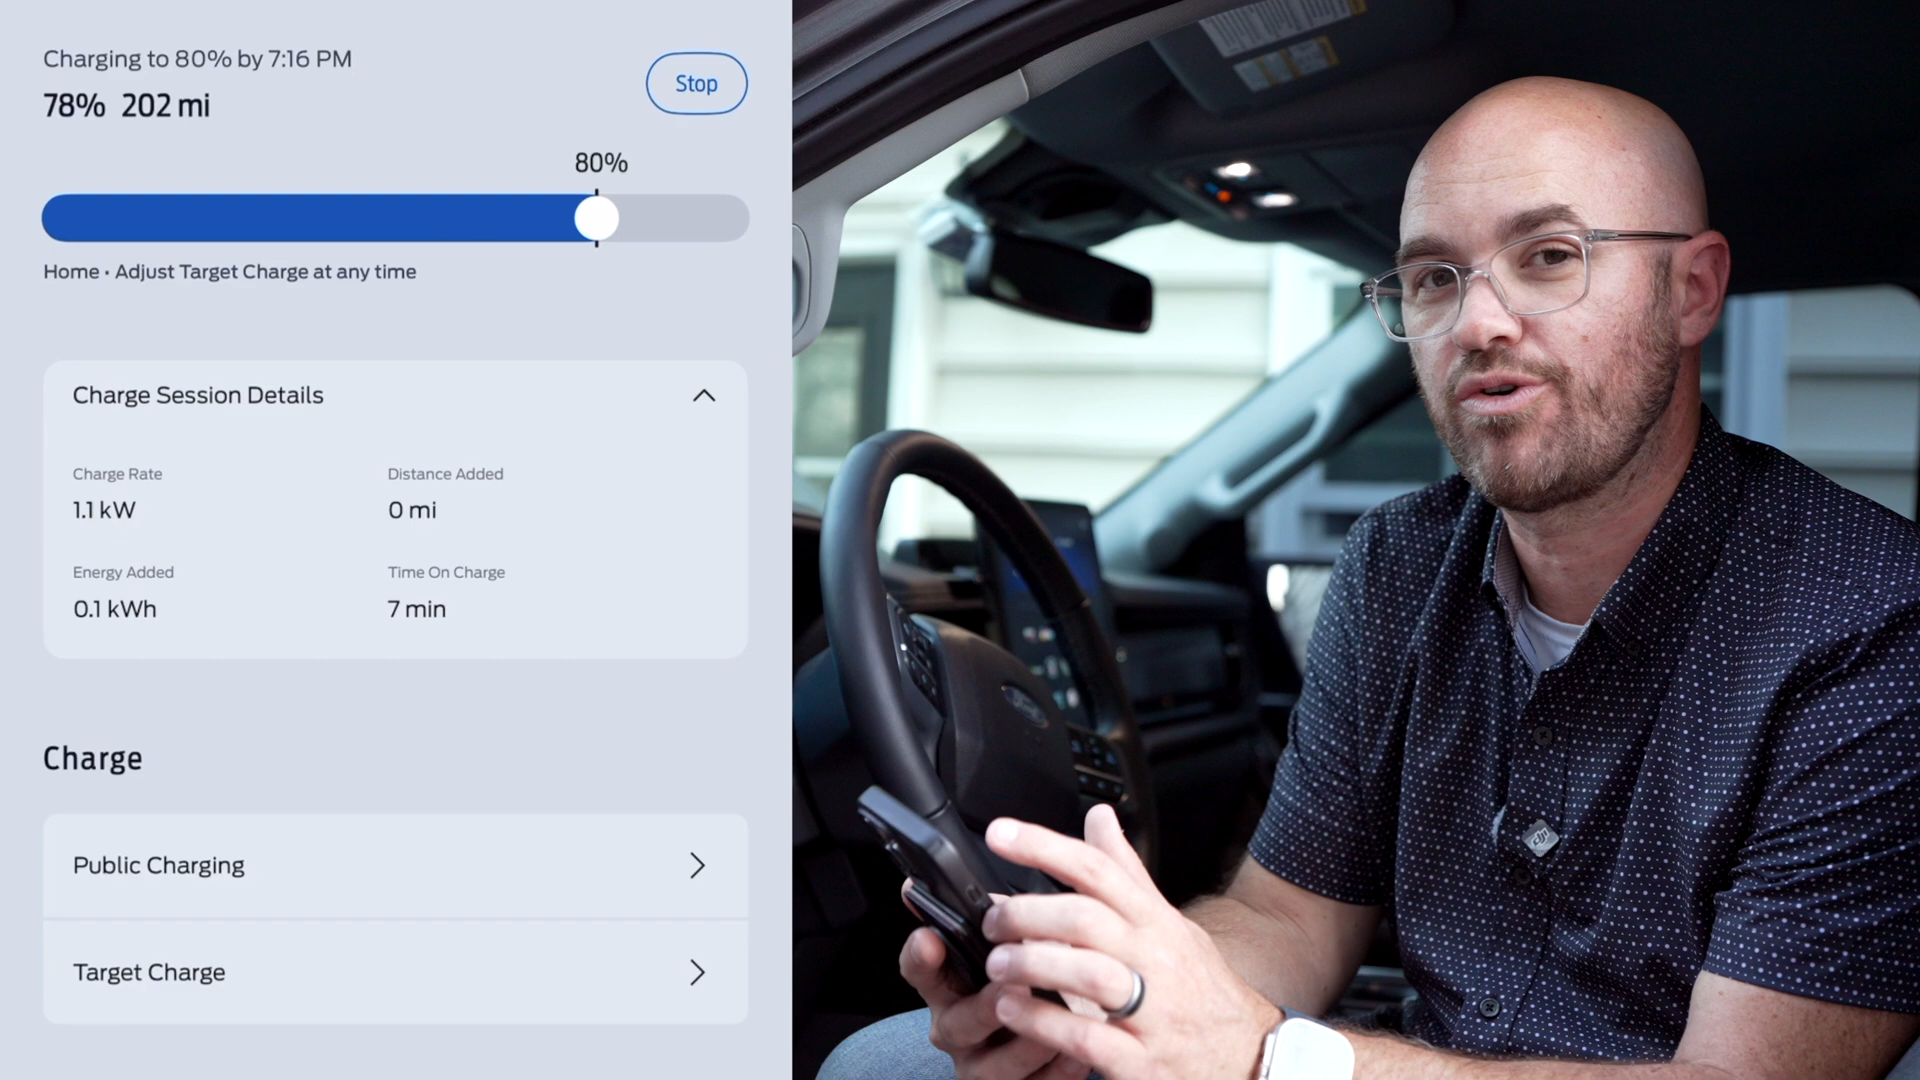 Charging to 80% by 7:16 PM
78% 202 mi
Stop
80%
Home • Adjust Target Charge at any time
Charge Session Details
Charge Rate
Distance Added
1.1 kW
0 mi
Energy Added
Time On Charge
0.1 kWh
7 min
Charge
Public Charging
Target Charge
Ford
dji